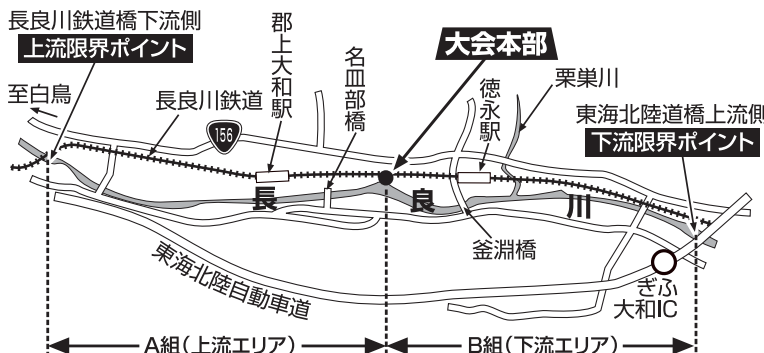 長良川鉄道橋下流側
上流限界ポイント
至白鳥
長良川鉄道
156
郡上大和駅
名皿部橋
大会本部
徳永駅
栗巣川
東海北陸道橋上流側
下流限界ポイント
長良川
釜淵橋
東海北陸自動車道
ぎふ
大和IC
A組(上流エリア)
B組(下流エリア)